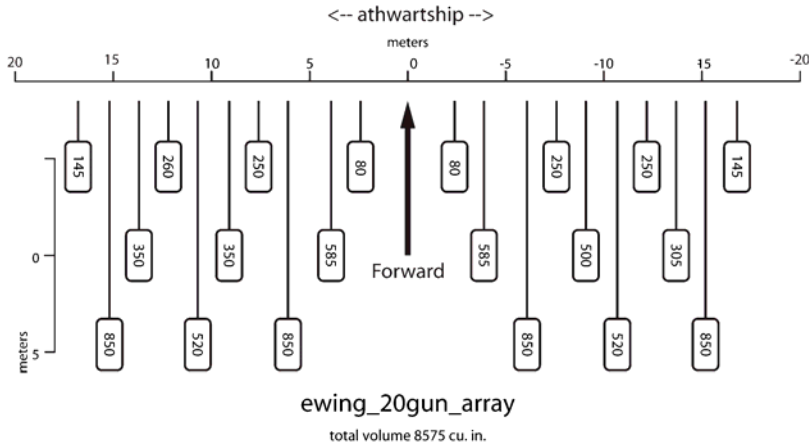 <-- athwartship -->
meters
20 15 10 5 0 -5 -10 15 -20
145 260 250 80 80 250 250 145
350 350 585 585 500 305
0
Forward
850 520 850 850 520 850
5
meters
ewing_20gun_array
total volume 8575 cu. in.